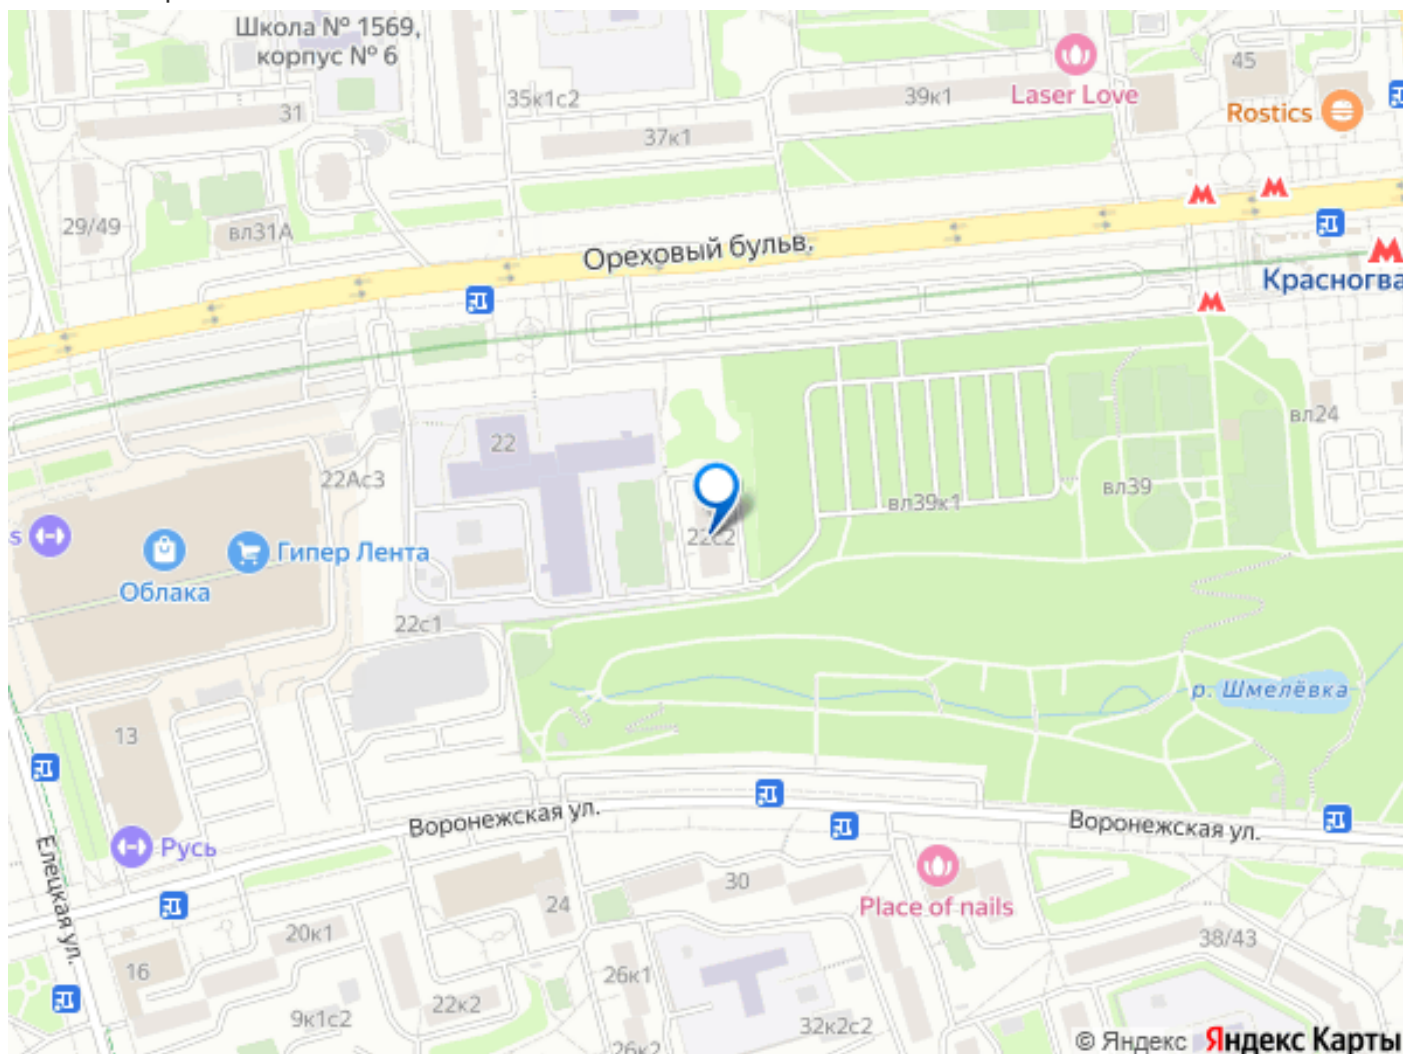 Школа № 1569,
корпус № 6
31
35к1с2
37к1
39к1
Laser Love
45
Rostics
29/49
вл31А
Ореховый бульв.
Красногва
22
22Ас3
22с2
вл39к1
вл39
вл24
s
Облака
Гипер Лента
22с1
13
р. Шмелёвка
Воронежская ул.
Воронежская ул.
Русь
Елецкая ул.
30
24
Place of nails
20к1
16
38/43
26к1
22к2
9к1с2
32к2с2
26к2
© Яндекс Яндекс Карты